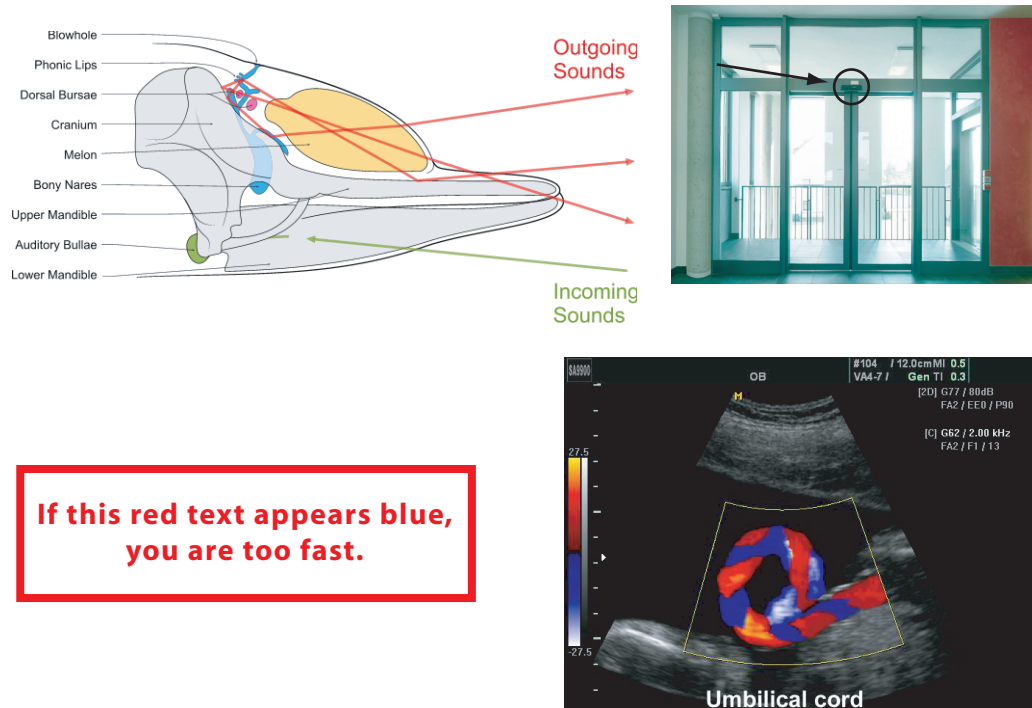 Blowhole
Phonic Lips
Dorsal Bursae
Cranium
Melon
Bony Nares
Upper Mandible
Auditory Bullae
Lower Mandible
Outgoing
Sounds
Incoming
Sounds
If this red text appears blue,
you are too fast.
SA9900
OB
#104 / 12.0cm MI 0.5
VA4-7 / Gen TI 0.3
[2D] G77 / 80dB
FA2 / EE0 / P90
[C] G62 / 2.00 kHz
FA2 / F1 / 13
M
27.5
-27.5
Umbilical cord